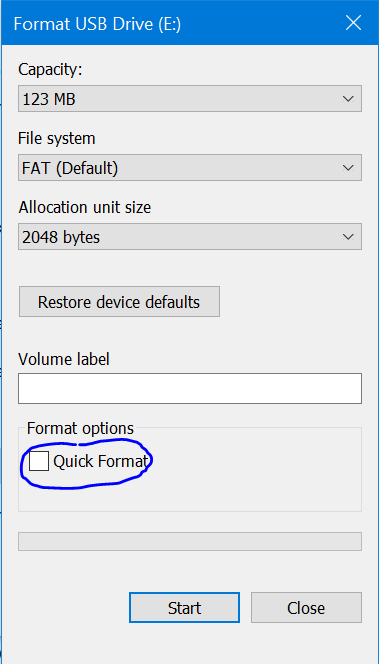 Format USB Drive (E:)
Capacity:
123 MB
File system
FAT (Default)
Allocation unit size
2048 bytes
Restore device defaults
Volume label
Format options
Quick Format
Start
Close